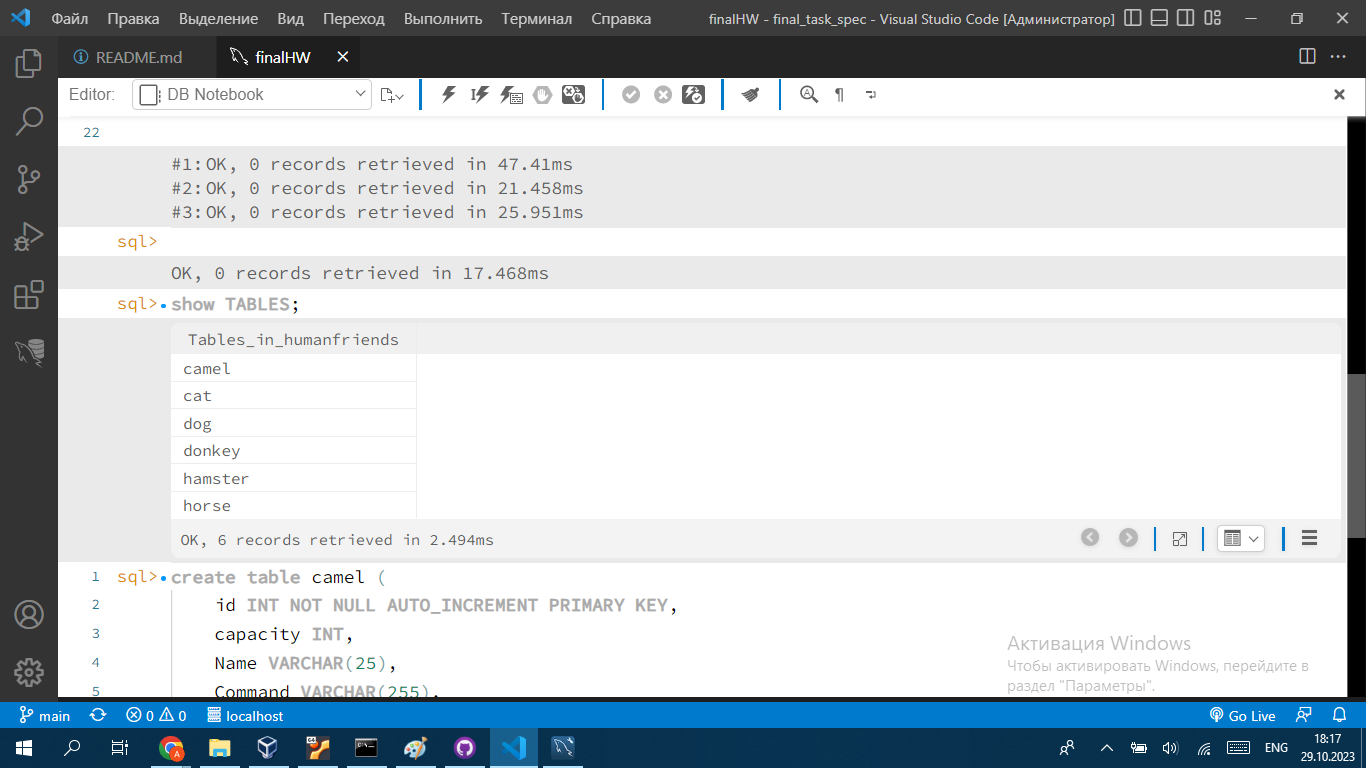 Файл Правка Выделение Вид Переход Выполнить Терминал Справка finalHW - final_task_spec - Visual Studio Code [Администратор]
README.md finalHW
Editor: DB Notebook
22
#1: OK, 0 records retrieved in 47.41ms
#2: OK, 0 records retrieved in 21.458ms
#3: OK, 0 records retrieved in 25.951ms
sql>
OK, 0 records retrieved in 17.468ms
sql> show TABLES;
Tables_in_humanfriends
camel
cat
dog
donkey
hamster
horse
OK, 6 records retrieved in 2.494ms
1 sql> create table camel (
2 id INT NOT NULL AUTO_INCREMENT PRIMARY KEY,
3 capacity INT,
4 Name VARCHAR(25),
5 Command VARCHAR(255),
Активация Windows
Чтобы активировать Windows, перейдите в
раздел "Параметры".
main 0 0 localhost Go Live
ENG 18:17
29.10.2023